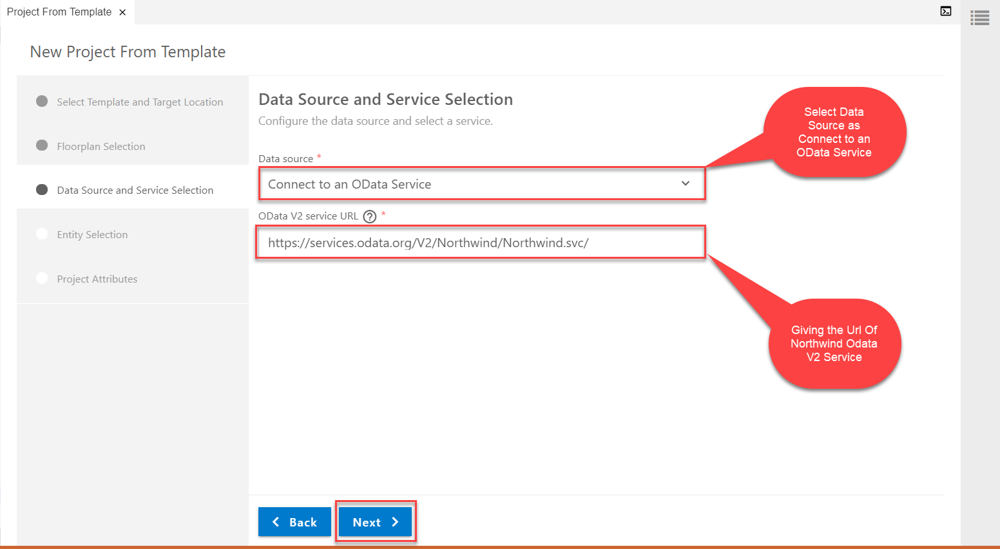 Project From Template
New Project From Template
Select Template and Target Location
Floorplan Selection
Data Source and Service Selection
Entity Selection
Project Attributes
Data Source and Service Selection
Configure the data source and select a service.
Data source *
Connect to an OData Service
OData V2 service URL ? *
https://services.odata.org/V2/Northwind/Northwind.svc/
Select Data
Source as
Connect to an
OData Service
Giving the Url Of
Northwind Odata
V2 Service
Back
Next